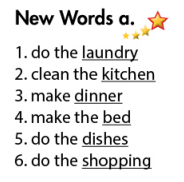 New Words a.
1. do the laundry
2. clean the kitchen
3. make dinner
4. make the bed
5. do the dishes
6. do the shopping